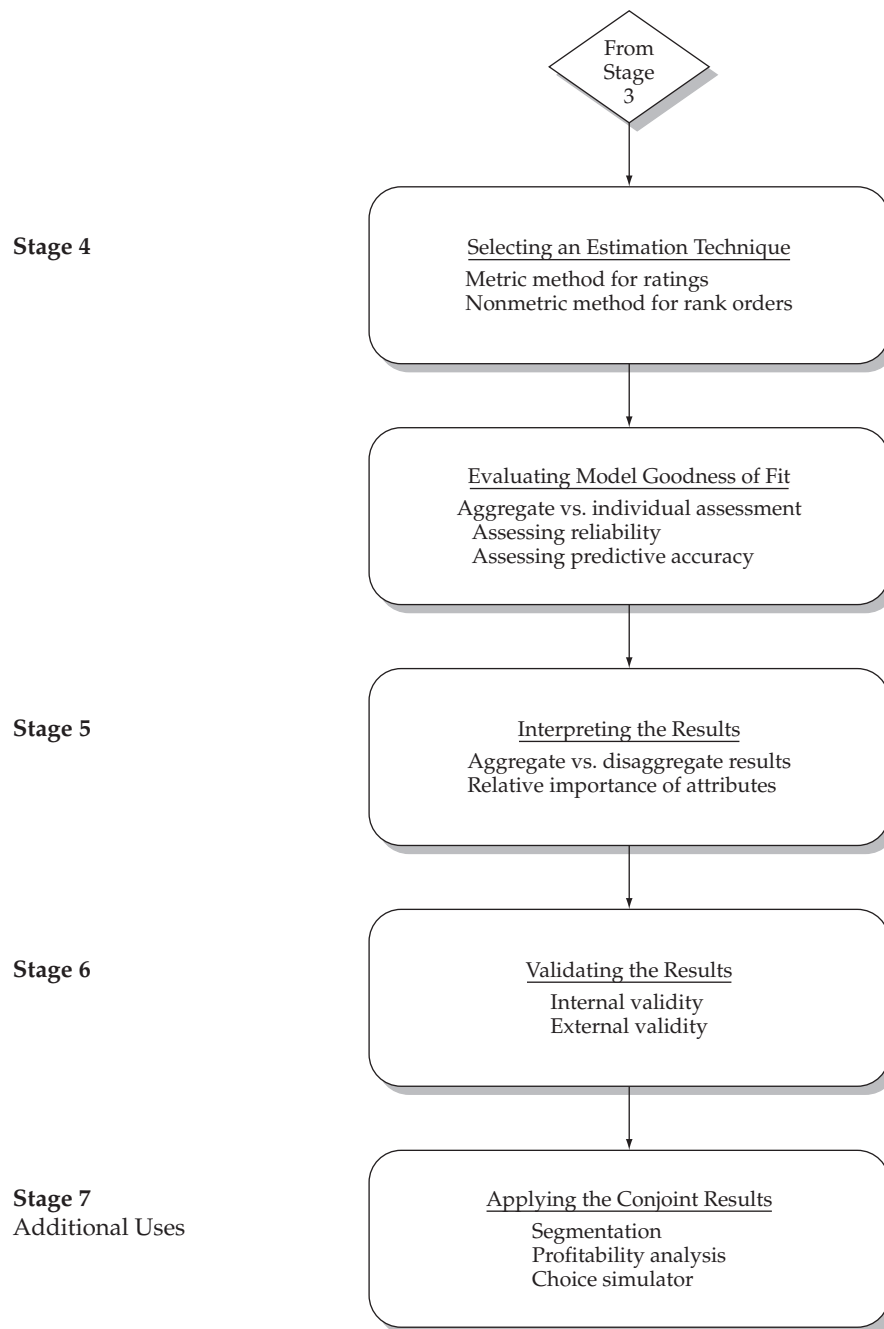 From
Stage
3
Stage 4
Selecting an Estimation Technique
Metric method for ratings
Nonmetric method for rank orders
Evaluating Model Goodness of Fit
Aggregate vs. individual assessment
Assessing reliability
Assessing predictive accuracy
Stage 5
Interpreting the Results
Aggregate vs. disaggregate results
Relative importance of attributes
Stage 6
Validating the Results
Internal validity
External validity
Stage 7
Additional Uses
Applying the Conjoint Results
Segmentation
Profitability analysis
Choice simulator